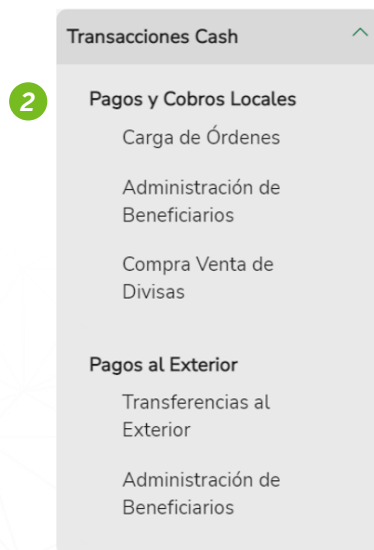 Transacciones Cash
2
Pagos y Cobros Locales
Carga de Órdenes
Administración de
Beneficiarios
Compra Venta de
Divisas
Pagos al Exterior
Transferencias al
Exterior
Administración de
Beneficiarios